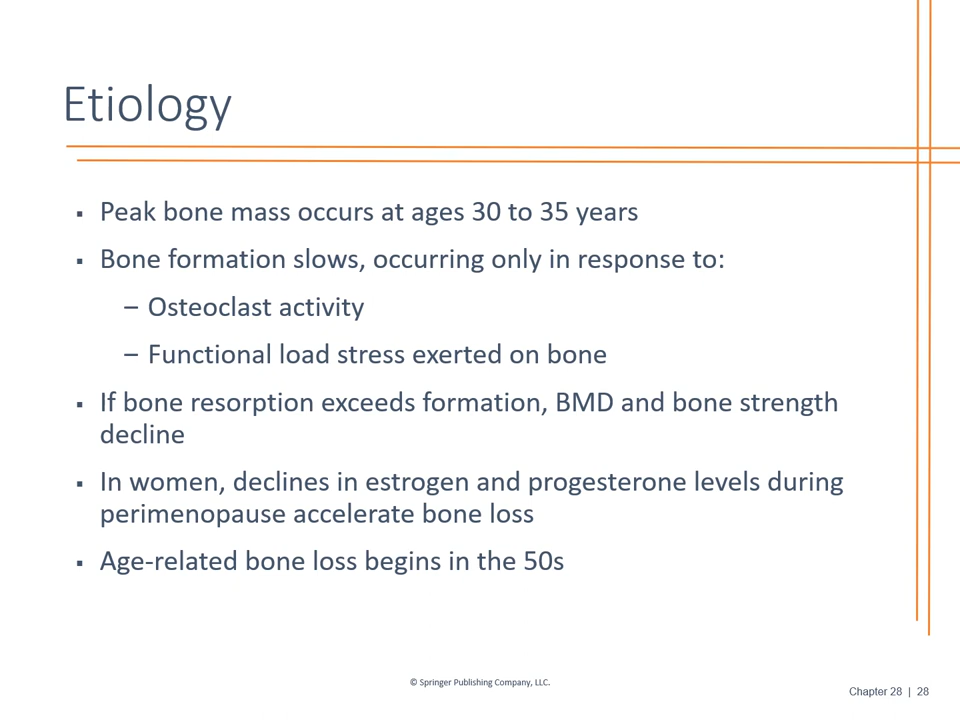 Etiology
▪ Peak bone mass occurs at ages 30 to 35 years
▪ Bone formation slows, occurring only in response to:
– Osteoclast activity
– Functional load stress exerted on bone
▪ If bone resorption exceeds formation, BMD and bone strength
decline
▪ In women, declines in estrogen and progesterone levels during
perimenopause accelerate bone loss
▪ Age-related bone loss begins in the 50s
© Springer Publishing Company, LLC.
Chapter 28 | 28